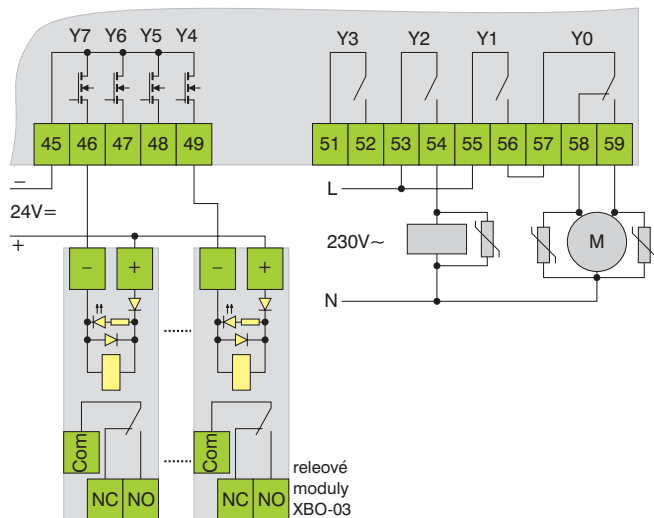 Y7 Y6 Y5 Y4 Y3 Y2 Y1 Y0
45 46 47 48 49 51 52 53 54 55 56 57 58 59
−
24V=
+
L
230V~
M
N
− + − +
Com Com
NC NO NC NO
releové
moduly
XBO-03